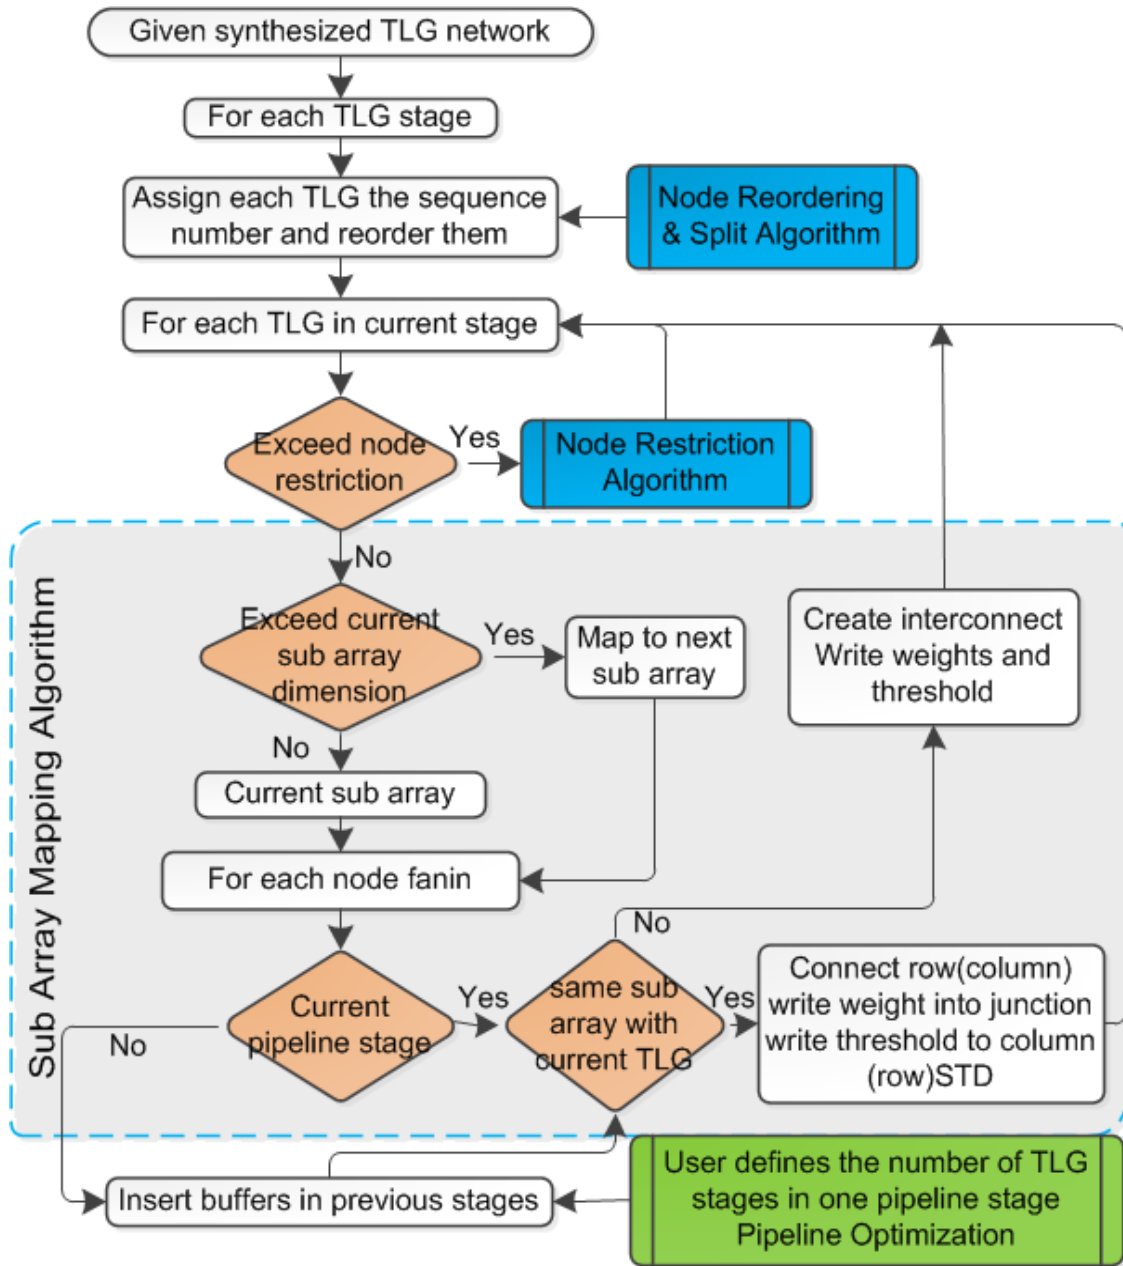 Given synthesized TLG network
For each TLG stage
Assign each TLG the sequence
number and reorder them
Node Reordering
& Split Algorithm
For each TLG in current stage
Exceed node
restriction
Yes
Node Restriction
Algorithm
No
Sub Array Mapping Algorithm
Exceed current
sub array
dimension
Yes
Map to next
sub array
Create interconnect
Write weights and
threshold
No
Current sub array
For each node fanin
No
Current
pipeline stage
Yes
No
same sub
array with
current TLG
Yes
Connect row(column)
write weight into junction
write threshold to column
(row)STD
Insert buffers in previous stages
User defines the number of TLG
stages in one pipeline stage
Pipeline Optimization